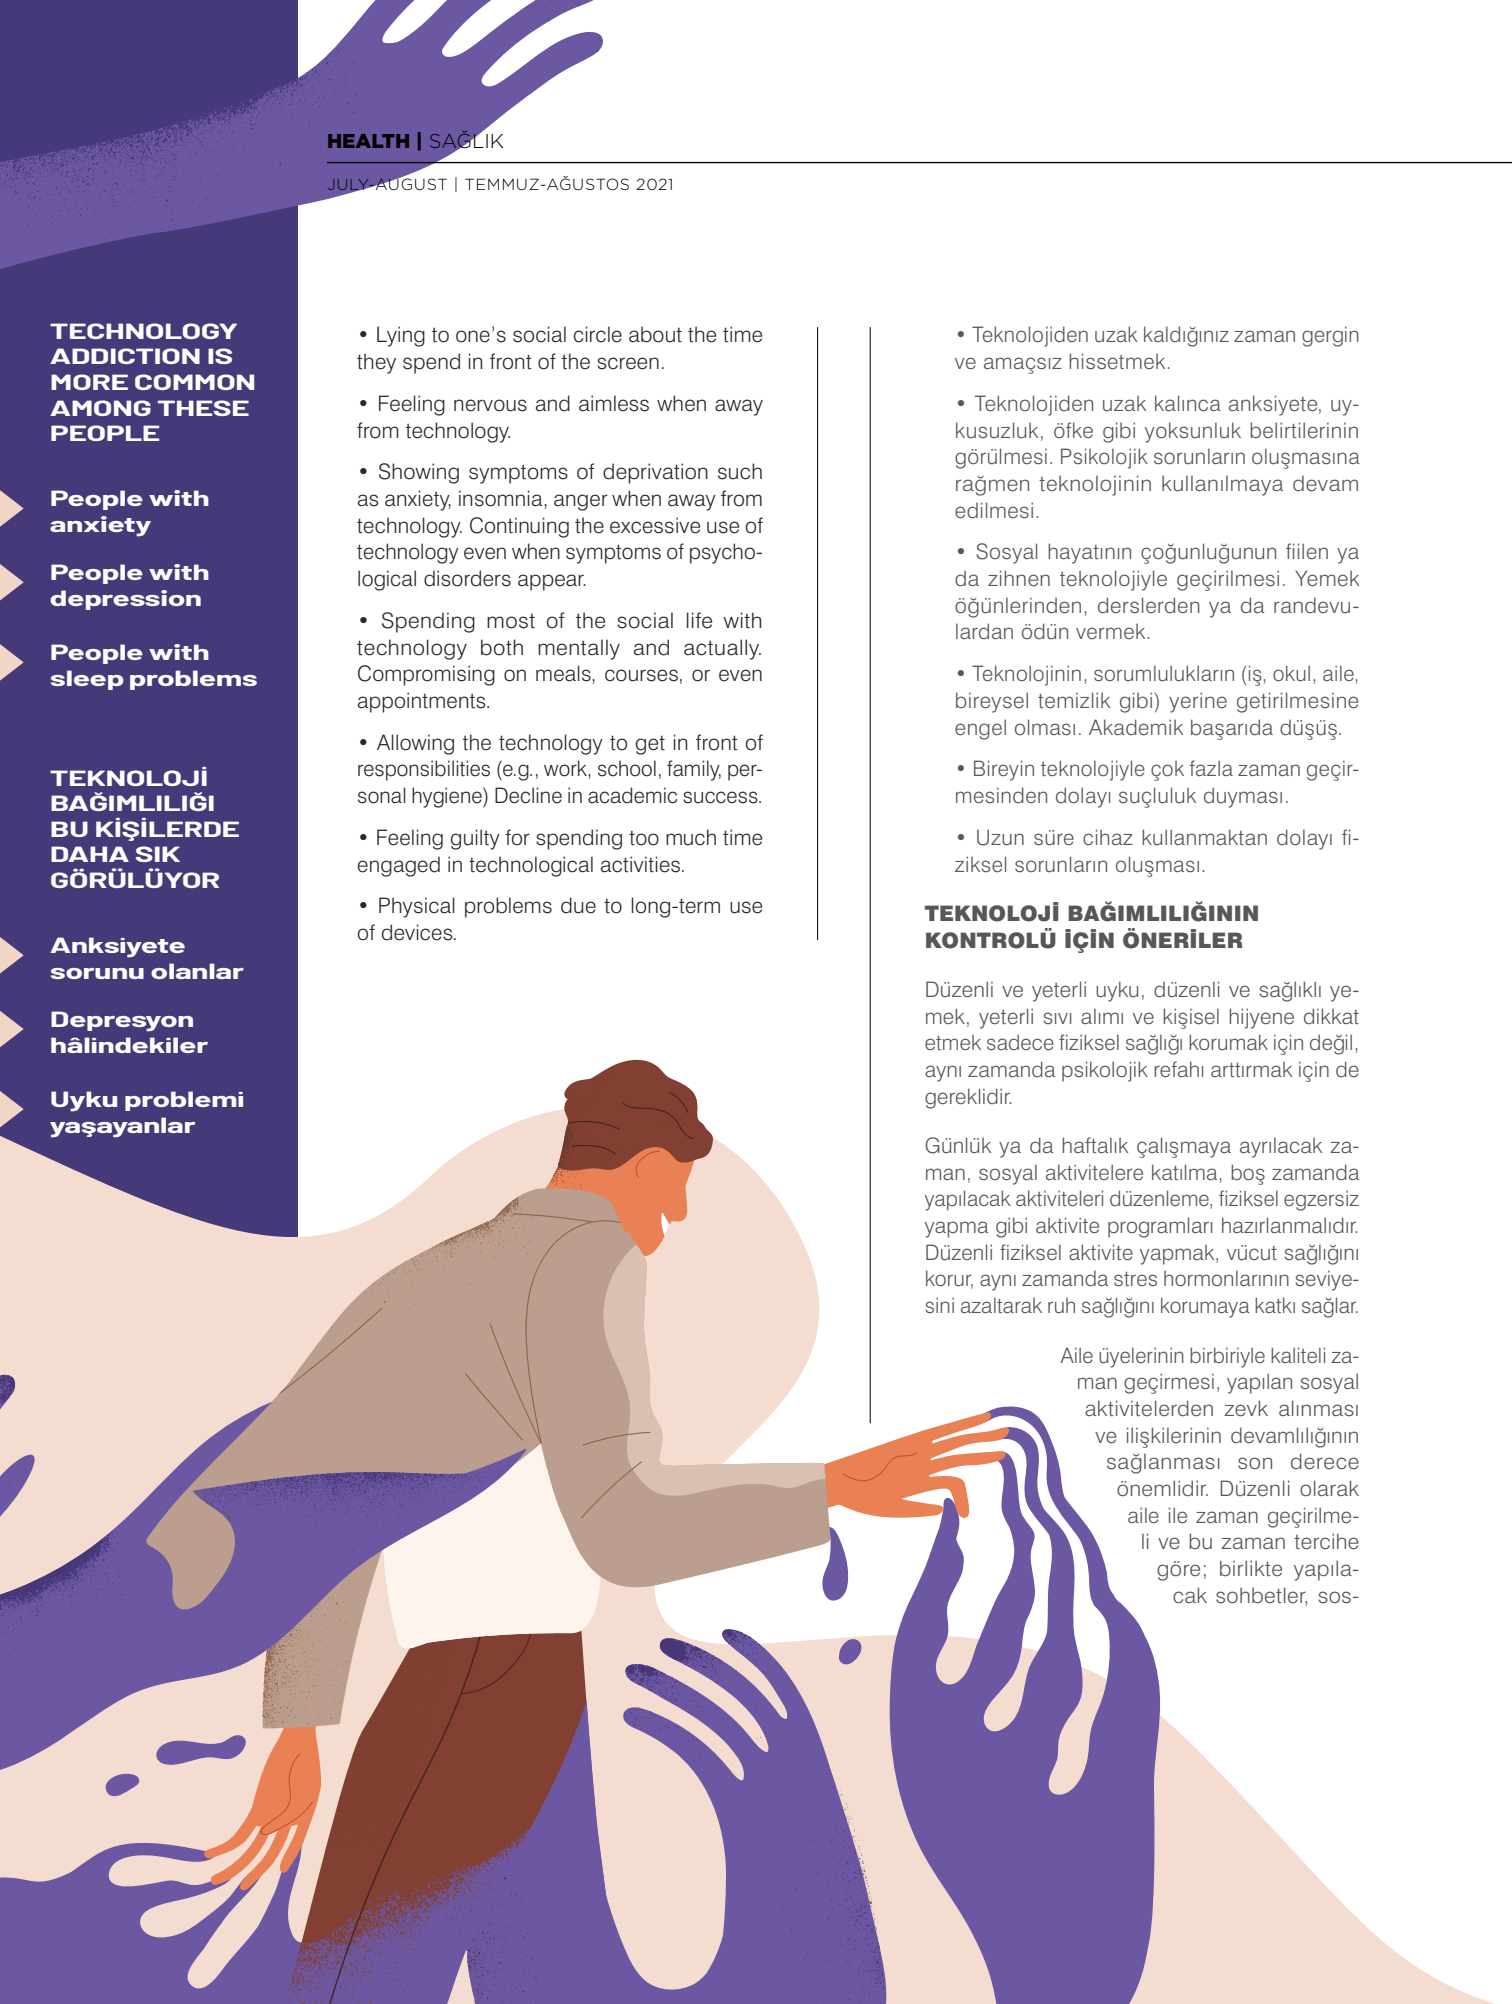 HEALTH | SAĞLIK
JULY-AUGUST | TEMMUZ-AĞUSTOS 2021
TECHNOLOGY
ADDICTION IS
MORE COMMON
AMONG THESE
PEOPLE
People with
anxiety
People with
depression
People with
sleep problems
TEKNOLOJİ
BAĞIMLILIĞI
BU KİŞİLERDE
DAHA SIK
GÖRÜLÜYOR
Anksiyete
sorunu olanlar
Depresyon
hâlindekiler
Uyku problemi
yaşayanlar
• Lying to one's social circle about the time
they spend in front of the screen.
• Feeling nervous and aimless when away
from technology.
• Showing symptoms of deprivation such
as anxiety, insomnia, anger when away from
technology. Continuing the excessive use of
technology even when symptoms of psycho-
logical disorders appear.
• Spending most of the social life with
technology both mentally and actually.
Compromising on meals, courses, or even
appointments.
• Allowing the technology to get in front of
responsibilities (e.g., work, school, family, per-
sonal hygiene) Decline in academic success.
• Feeling guilty for spending too much time
engaged in technological activities.
• Physical problems due to long-term use
of devices.
• Teknolojiden uzak kaldığınız zaman gergin
ve amaçsız hissetmek.
• Teknolojiden uzak kalınca anksiyete, uy-
kusuzluk, öfke gibi yoksunluk belirtilerinin
görülmesi. Psikolojik sorunların oluşmasına
rağmen teknolojinin kullanılmaya devam
edilmesi.
• Sosyal hayatının çoğunluğunun fiilen ya
da zihnen teknolojiyle geçirilmesi. Yemek
öğünlerinden, derslerden ya da randevu-
lardan ödün vermek.
• Teknolojinin, sorumlulukların (iş, okul, aile,
bireysel temizlik gibi) yerine getirilmesine
engel olması. Akademik başarıda düşüş.
• Bireyin teknolojiyle çok fazla zaman geçir-
mesinden dolayı suçluluk duyması.
• Uzun süre cihaz kullanmaktan dolayı fi-
ziksel sorunların oluşması.
TEKNOLOJİ BAĞIMLILIĞININ
KONTROLÜ İÇİN ÖNERİLER
Düzenli ve yeterli uyku, düzenli ve sağlıklı ye-
mek, yeterli sıvı alımı ve kişisel hijyene dikkat
etmek sadece fiziksel sağlığı korumak için değil,
aynı zamanda psikolojik refahı arttırmak için de
gereklidir.
Günlük ya da haftalık çalışmaya ayrılacak za-
man, sosyal aktivitelere katılma, boş zamanda
yapılacak aktiviteleri düzenleme, fiziksel egzersiz
yapma gibi aktivite programları hazırlanmalıdır.
Düzenli fiziksel aktivite yapmak, vücut sağlığını
korur, aynı zamanda stres hormonlarının seviye-
sini azaltarak ruh sağlığını korumaya katkı sağlar.
Aile üyelerinin birbiriyle kaliteli za-
man geçirmesi, yapılan sosyal
aktivitelerden zevk alınması
ve ilişkilerinin devamlılığının
sağlanması son derece
önemlidir. Düzenli olarak
aile ile zaman geçirilme-
li ve bu zaman tercihe
göre; birlikte yapıla-
cak sohbetler, sos-